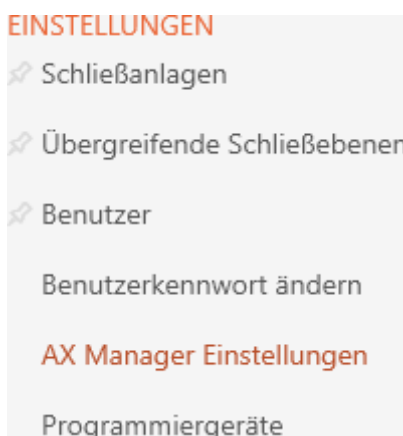 EINSTELLUNGEN
Schließanlagen
Übergreifende Schließebenen
Benutzer
Benutzerkennwort ändern
AX Manager Einstellungen
Programmiergeräte